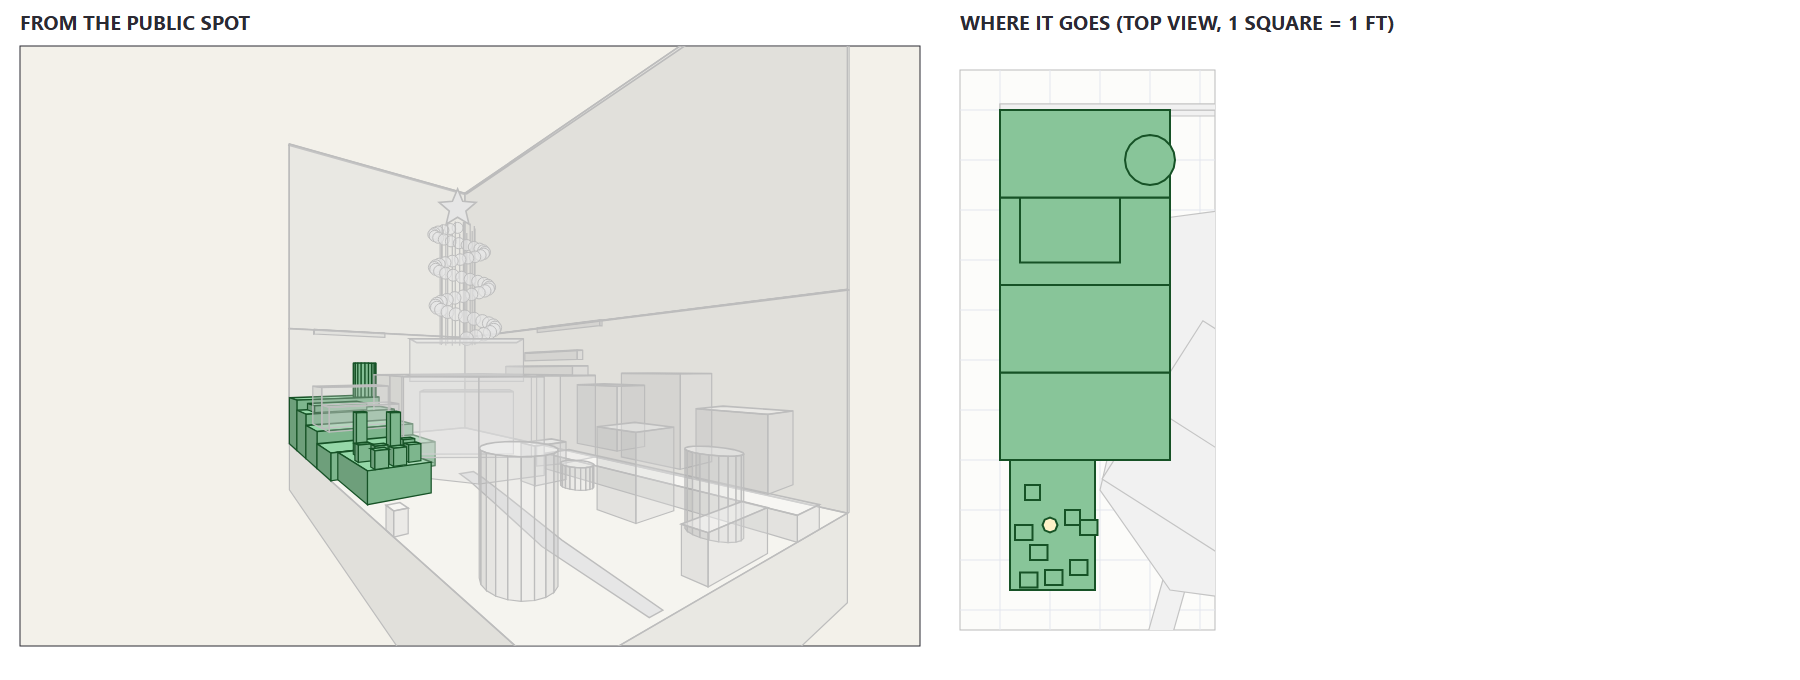 FROM THE PUBLIC SPOT
WHERE IT GOES (TOP VIEW, 1 SQUARE = 1 FT)